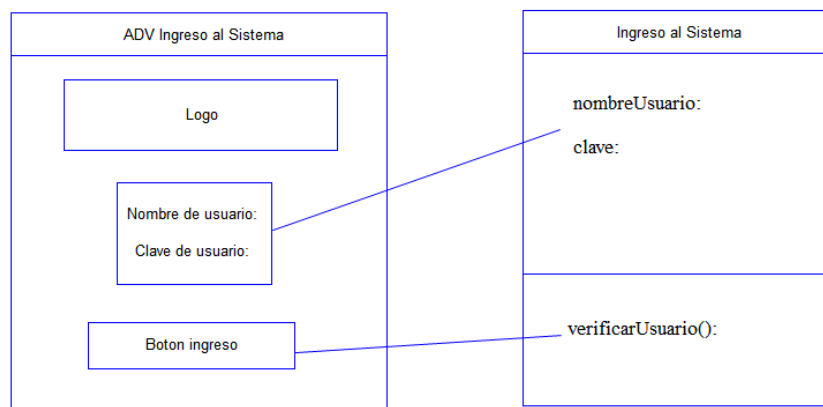 ADV Ingreso al Sistema
Logo
Nombre de usuario:
Clave de usuario:
Boton ingreso
Ingreso al Sistema
nombreUsuario:
clave:
verificarUsuario():